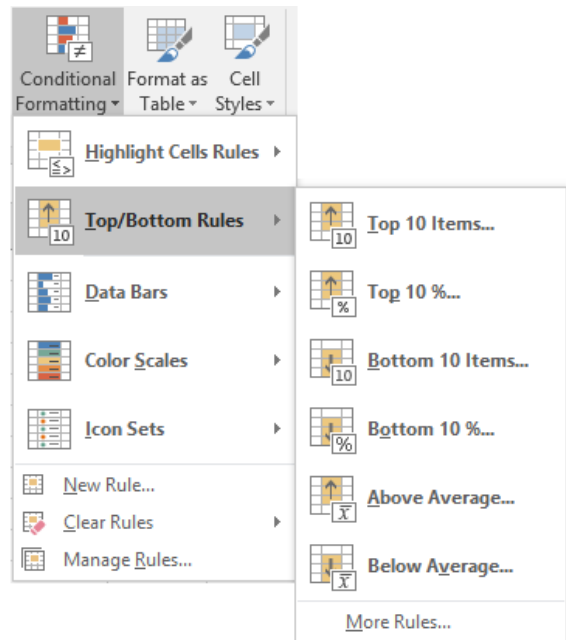 Conditional Formatting
Format as Table
Cell Styles
Highlight Cells Rules
Top/Bottom Rules
Data Bars
Color Scales
Icon Sets
New Rule...
Clear Rules
Manage Rules...
Top 10 Items...
Top 10 %...
Bottom 10 Items...
Bottom 10 %...
Above Average...
Below Average...
More Rules...